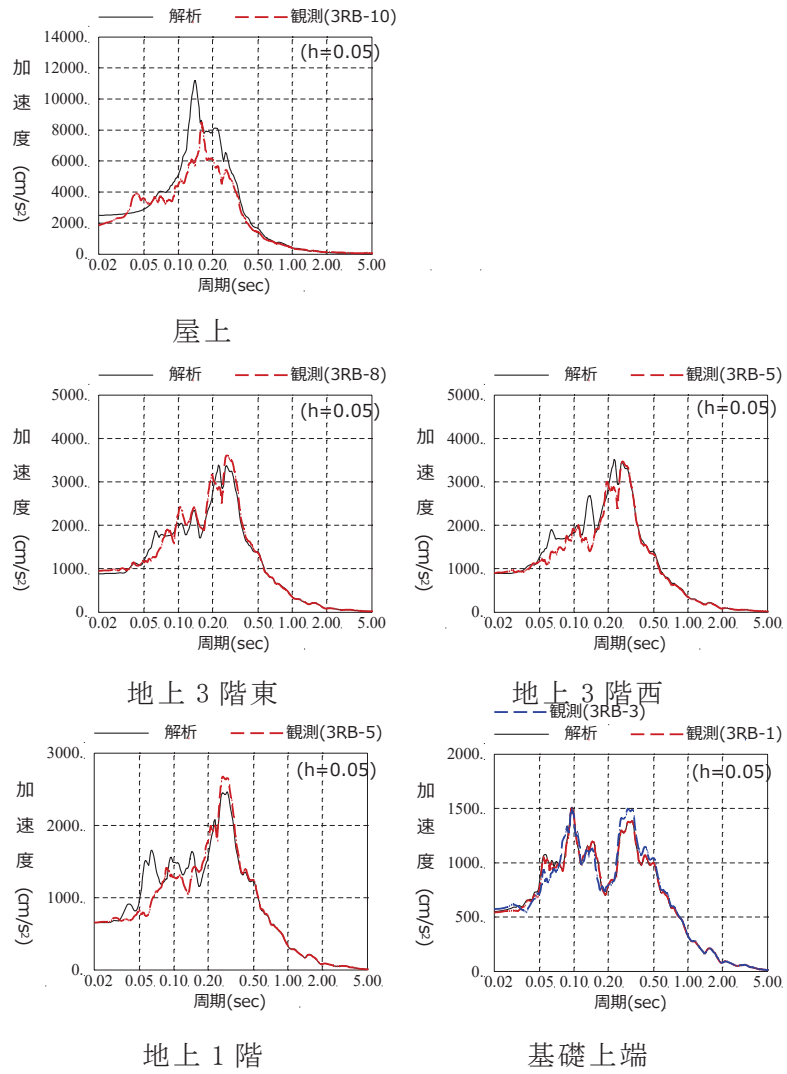 解析 観測(3RB-10)
(h=0.05)
加速度 (cm/s²)
14000.
12000.
10000.
8000.
6000.
4000.
2000.
0.
0.02 0.05 0.10 0.20 0.50 1.00 2.00 5.00
周期(sec)
屋上
解析 観測(3RB-8)
(h=0.05)
加速度 (cm/s²)
5000.
4000.
3000.
2000.
1000.
0.
0.02 0.05 0.10 0.20 0.50 1.00 2.00 5.00
周期(sec)
地上3階東
解析 観測(3RB-5)
(h=0.05)
加速度 (cm/s²)
5000.
4000.
3000.
2000.
1000.
0.
0.02 0.05 0.10 0.20 0.50 1.00 2.00 5.00
周期(sec)
地上3階西
解析 観測(3RB-5)
(h=0.05)
加速度 (cm/s²)
3000.
2000.
1000.
0.
0.02 0.05 0.10 0.20 0.50 1.00 2.00 5.00
周期(sec)
地上1階
観測(3RB-3)
解析 観測(3RB-1)
(h=0.05)
加速度 (cm/s²)
2000.
1500.
1000.
500.
0.
0.02 0.05 0.10 0.20 0.50 1.00 2.00 5.00
周期(sec)
基礎上端